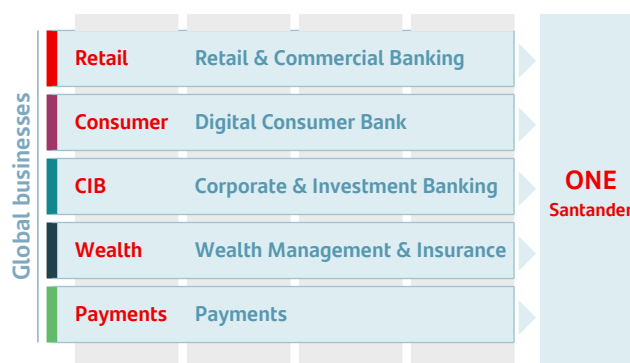 Global businesses
Retail Retail & Commercial Banking
Consumer Digital Consumer Bank
CIB Corporate & Investment Banking
Wealth Wealth Management & Insurance
Payments Payments
ONE
Santander